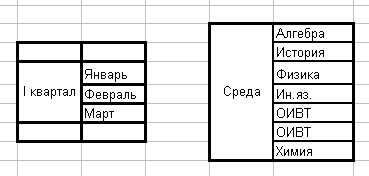 I квартал
Январь
Февраль
Март
Среда
Алгебра
История
Физика
Ин.яз.
ОИВТ
ОИВТ
Химия